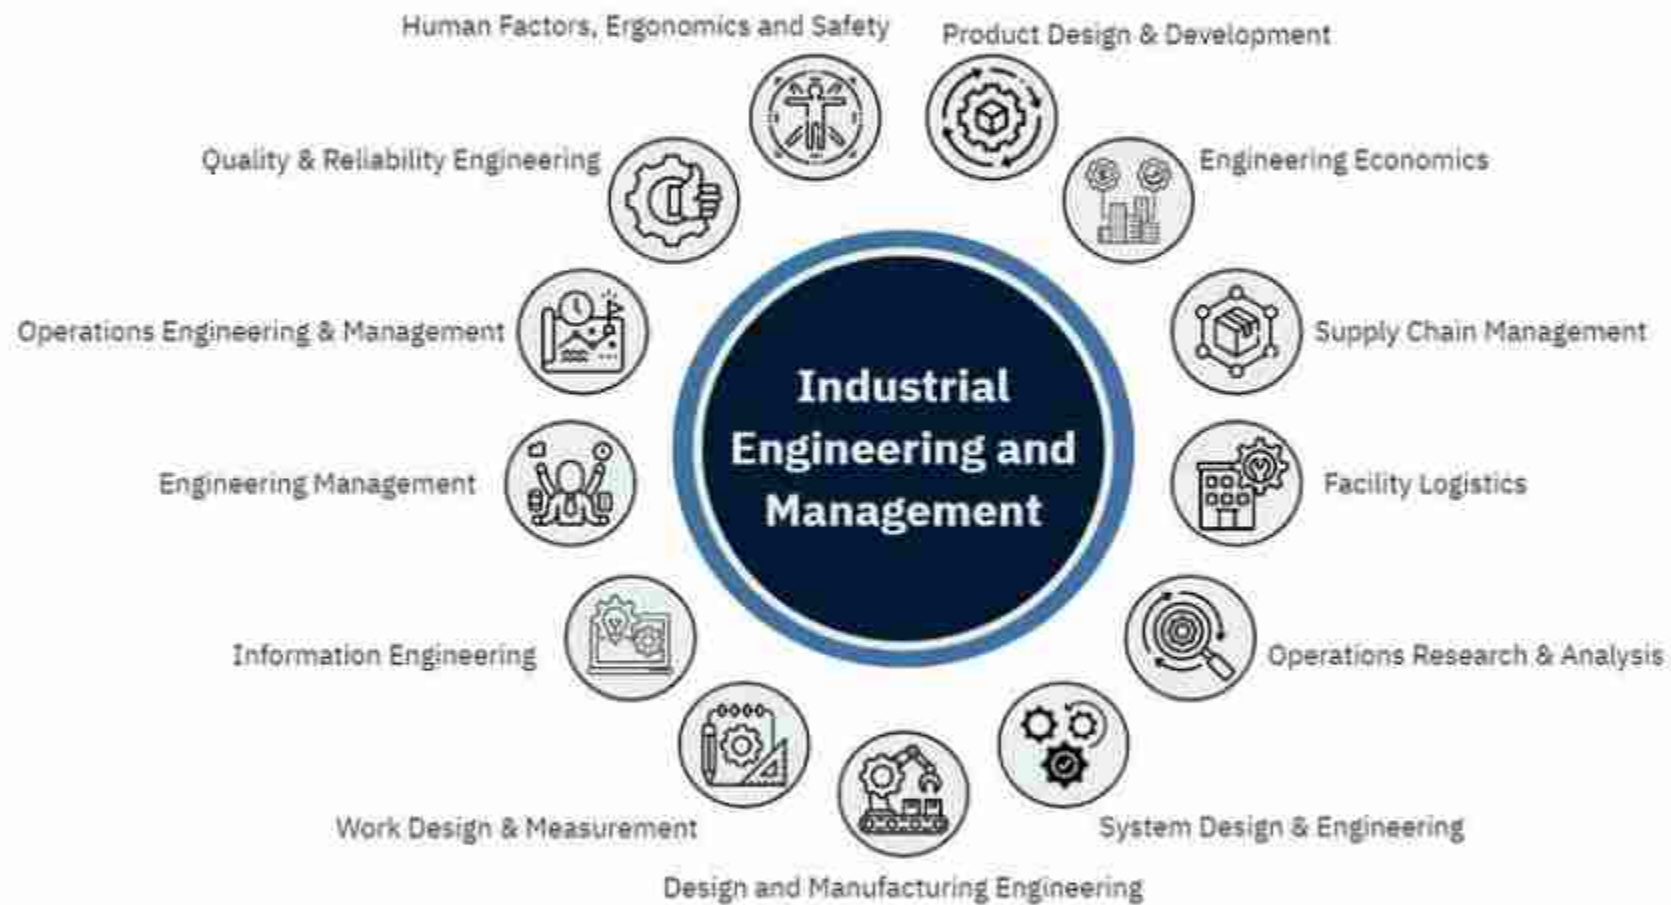 Human Factors, Ergonomics and Safety
Product Design & Development
Quality & Reliability Engineering
Engineering Economics
Operations Engineering & Management
Supply Chain Management
Industrial
Engineering and
Management
Engineering Management
Facility Logistics
Information Engineering
Operations Research & Analysis
Work Design & Measurement
System Design & Engineering
Design and Manufacturing Engineering